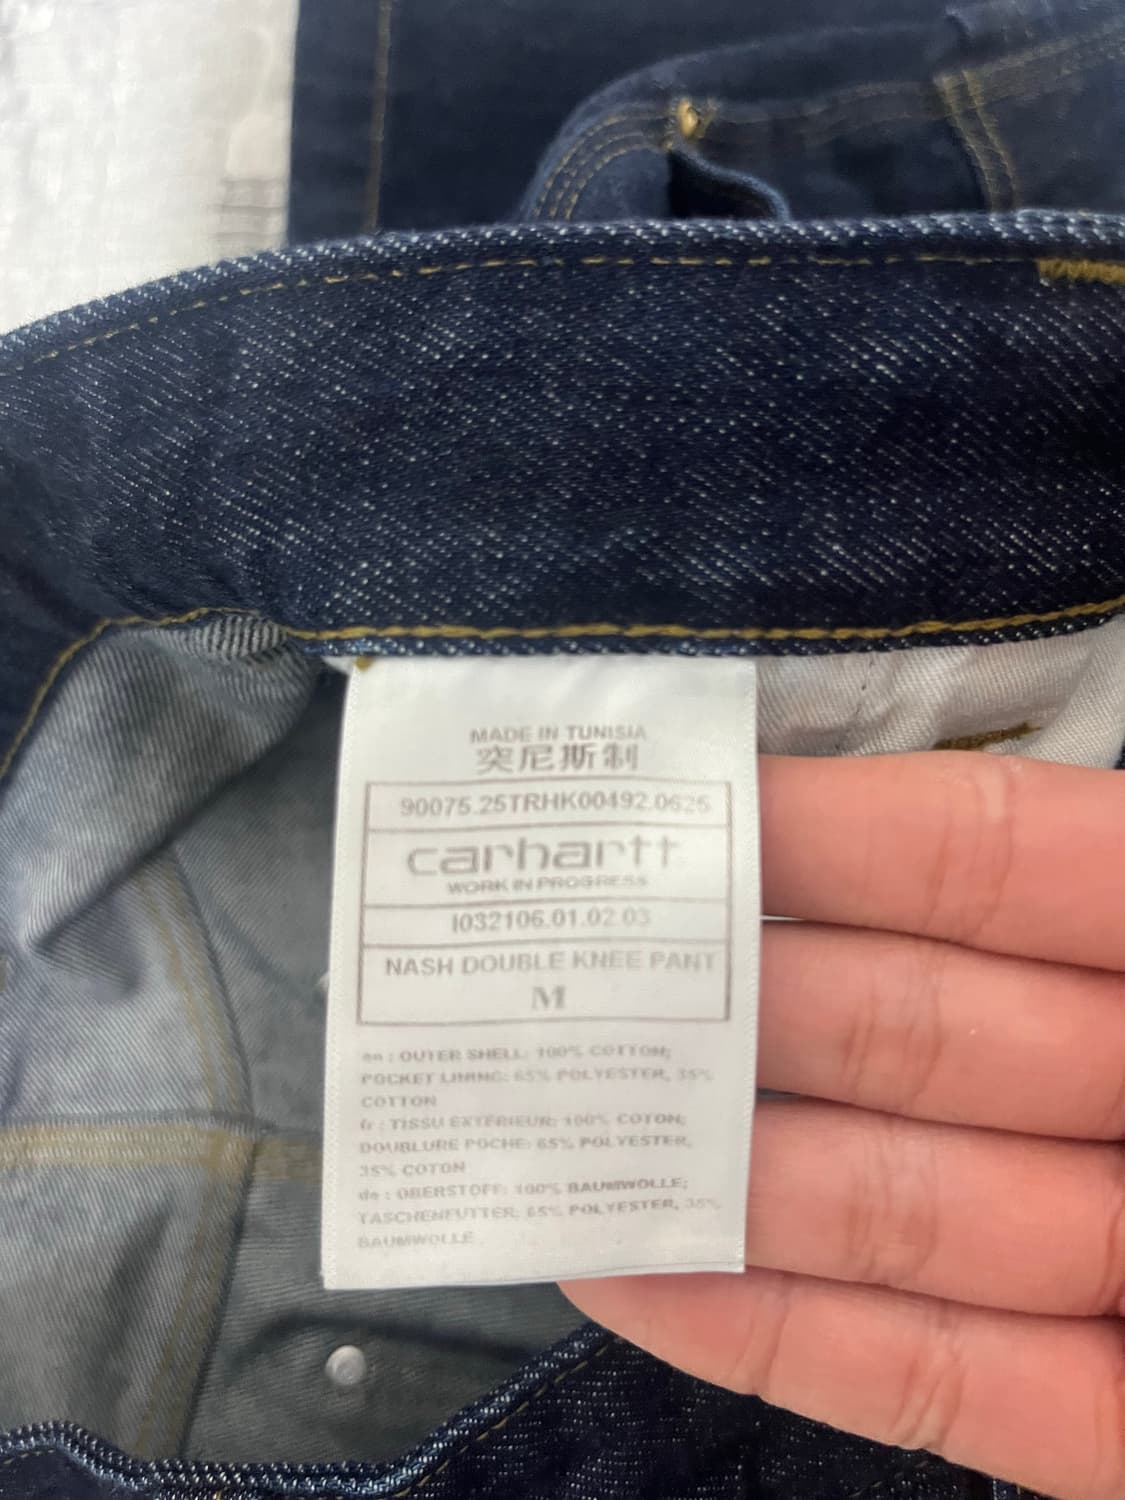 MADE IN TUNISIA
突尼斯制
90075.25TRHK00492.0625
carhartt
WORK IN PROGRESS
I032106.01.02.03
NASH DOUBLE KNEE PANT
M
en : OUTER SHELL: 100% COTTON;
POCKET LINING: 65% POLYESTER, 35%
COTTON
fr : TISSU EXTÉRIEUR: 100% COTON;
DOUBLURE POCHE: 65% POLYESTER,
35% COTON
de : OBERSTOFF: 100% BAUMWOLLE;
TASCHENFUTTER: 65% POLYESTER, 35%
BAUMWOLLE